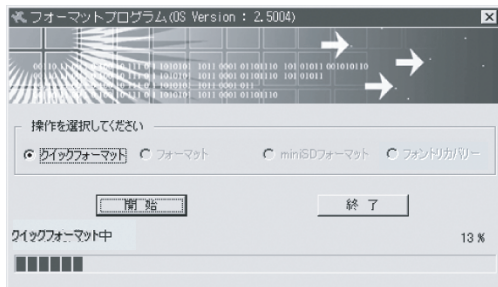 フォーマットプログラム(OS Version : 2.5004)
操作を選択してください
クイックフォーマット フォーマット miniSDフォーマット フォントリカバリー
開始 終了
クイックフォーマット中 13 %